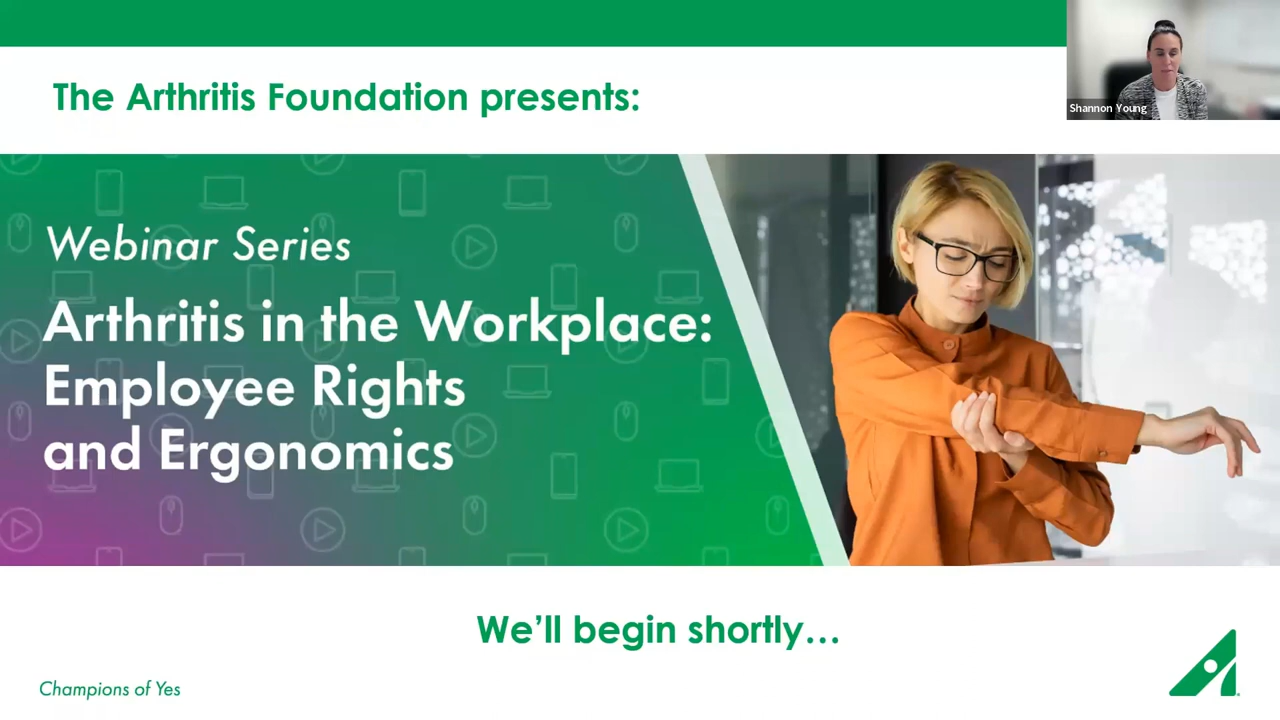 The Arthritis Foundation presents:
Shannon Young
Webinar Series
Arthritis in the Workplace:
Employee Rights
and Ergonomics
We’ll begin shortly…
Champions of Yes